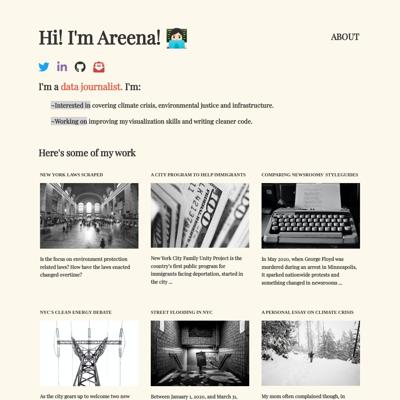 Hi! I'm Areena!
ABOUT
I'm a data journalist. I'm:
~Interested in covering climate crisis, environmental justice and infrastructure.
~Working on improving my visualization skills and writing cleaner code.
Here's some of my work
NEW YORK LAWS SCRAPED
A CITY PROGRAM TO HELP IMMIGRANTS
COMPARING NEWSROOMS' STYLEGUIDES
Is the focus on environment protection
related laws? How have the laws enacted
changed overtime?
New York City Family Unity Project is the
country's first public program for
immigrants facing deportation, started in
the city ...
In May 2020, when George Floyd was
murdered during an arrest in Minneapolis,
it sparked nationwide protests and
something changed in newsrooms ...
NYC'S CLEAN ENERGY DEBATE
STREET FLOODING IN NYC
A PERSONAL ESSAY ON CLIMATE CRISIS
As the city gears up to welcome two new
Between January 1, 2020, and March 31,
My mom often complained though, in